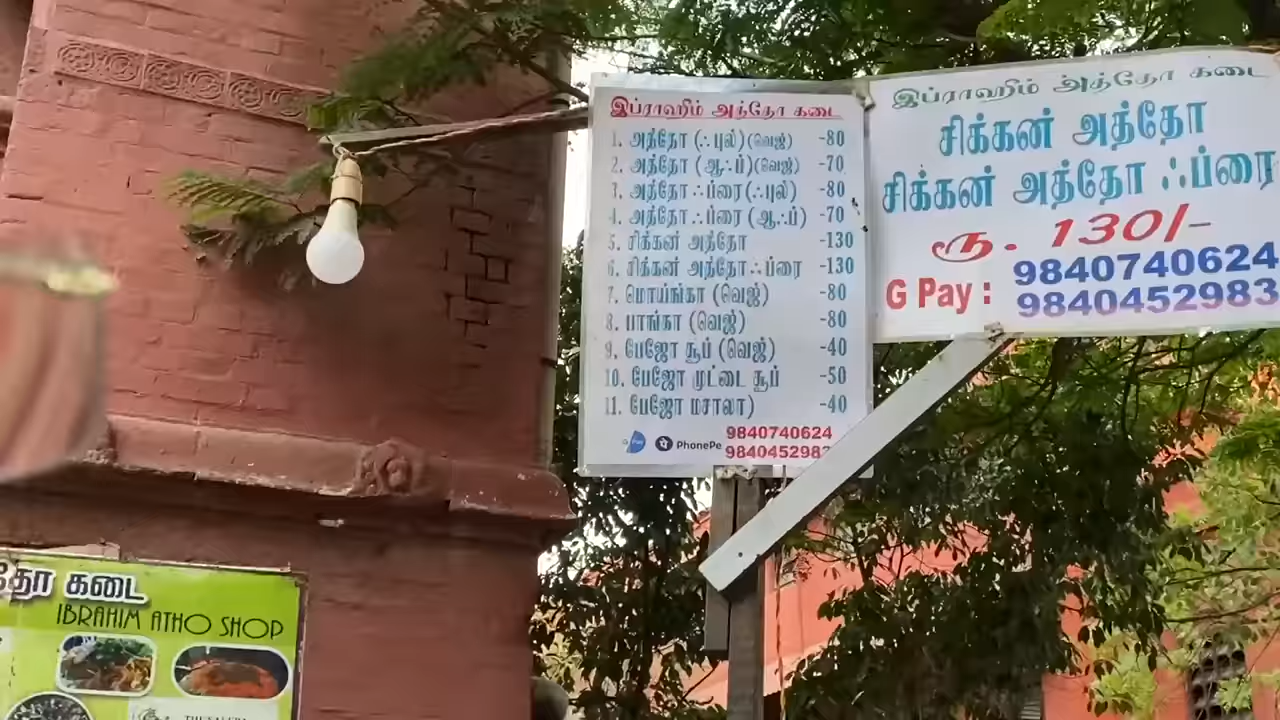 இப்ராஹிம் அத்தோ கடை
1. அத்தோ (ஃபுல்)(வெஜ்) -80
2. அத்தோ (ஆஃப்)(வெஜ்) -70
3. அத்தோ ஃப்ரை (ஃபுல்) -80
4. அத்தோ ஃப்ரை (ஆஃப்) -70
5. சிக்கன் அத்தோ -130
6. சிக்கன் அத்தோ ஃப்ரை -130
7. மொய்ங்கா (வெஜ்) -80
8. பாங்கா (வெஜ்) -80
9. பேஜோ சூப் (வெஜ்) -40
10. பேஜோ முட்டை சூப் -50
11. பேஜோ மசாலா) -40
PhonePe 9840740624
9840452983
இப்ராஹிம் அத்தோ கடை
சிக்கன் அத்தோ
சிக்கன் அத்தோ ஃப்ரை
ரூ. 130/-
G Pay : 9840740624
9840452983
தோ கடை
IBRAHIM ATHO SHOP